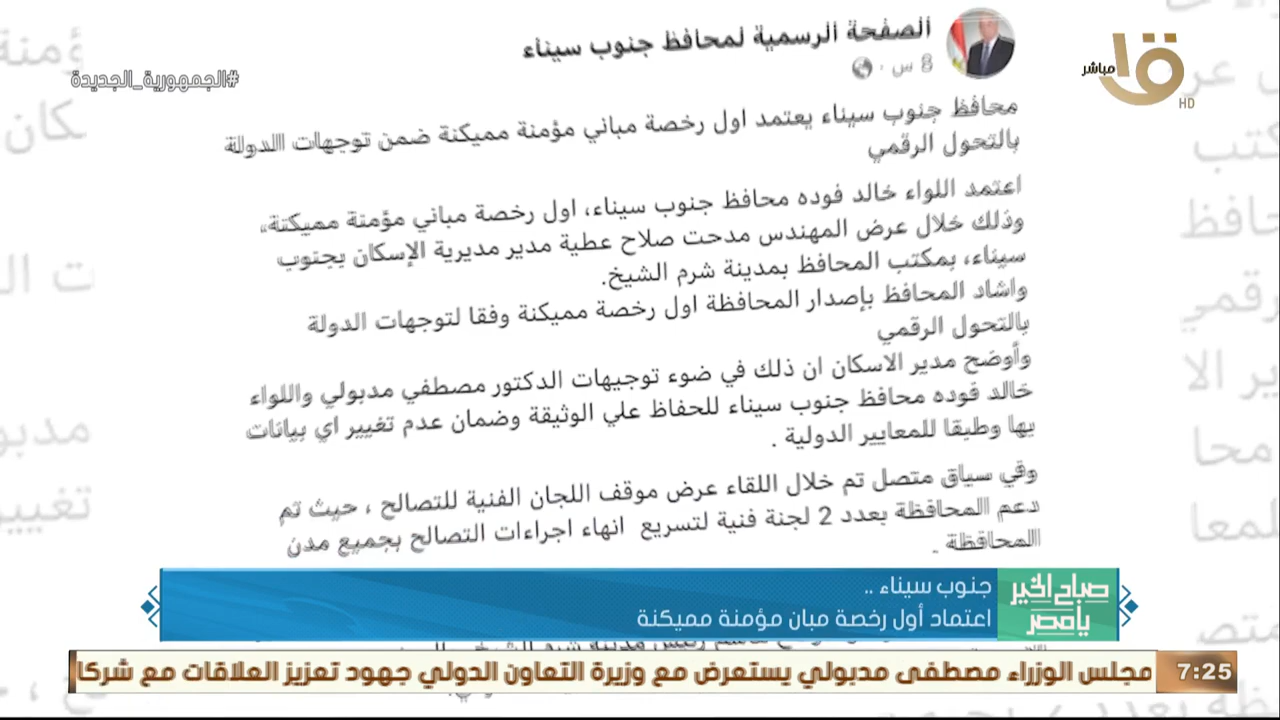 الصفحة الرسمية لمحافظ جنوب سيناء
8 س
#الجمهورية_الجديدة
مباشر
HD
محافظ جنوب سيناء يعتمد اول رخصة مباني مؤمنة مميكنة ضمن توجهات الدولة
بالتحول الرقمي
اعتمد اللواء خالد فوده محافظ جنوب سيناء، اول رخصة مباني مؤمنة مميكنة،
وذلك خلال عرض المهندس مدحت صلاح عطية مدير مديرية الإسكان بجنوب
سيناء، بمكتب المحافظ بمدينة شرم الشيخ.
واشاد المحافظ بإصدار المحافظة اول رخصة مميكنة وفقا لتوجهات الدولة
بالتحول الرقمي
وأوضح مدير الاسكان ان ذلك في ضوء توجيهات الدكتور مصطفي مدبولي واللواء
خالد فوده محافظ جنوب سيناء للحفاظ علي الوثيقة وضمان عدم تغيير اي بيانات
بها وطبقا للمعايير الدولية .
وفي سياق متصل تم خلال اللقاء عرض موقف اللجان الفنية للتصالح ، حيث تم
دعم المحافظة بعدد 2 لجنة فنية لتسريع انهاء اجراءات التصالح بجميع مدن
المحافظة .
صباح الخير
يا مصر
جنوب سيناء ..
اعتماد أول رخصة مبان مؤمنة مميكنة
7:25
مجلس الوزراء مصطفى مدبولي يستعرض مع وزيرة التعاون الدولي جهود تعزيز العلاقات مع شركا